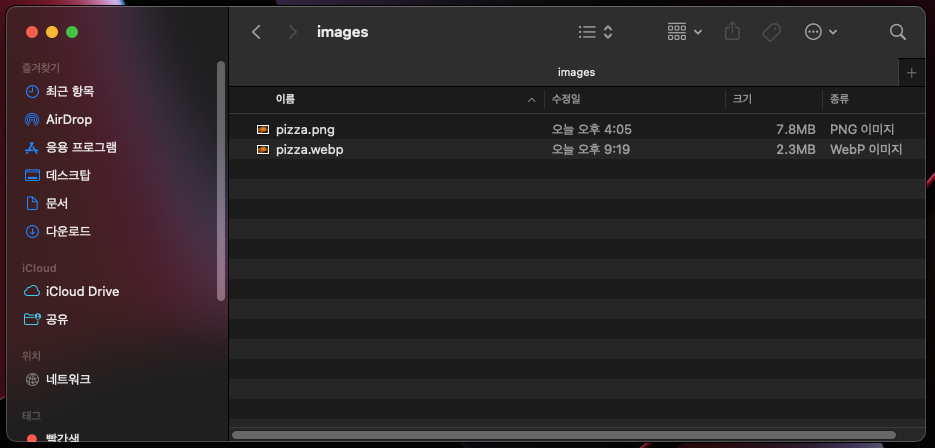 images
images
즐겨찾기
최근 항목
AirDrop
응용 프로그램
데스크탑
문서
다운로드
iCloud
iCloud Drive
공유
위치
네트워크
태그
빨간색
이름 수정일 크기 종류
pizza.png 오늘 오후 4:05 7.8MB PNG 이미지
pizza.webp 오늘 오후 9:19 2.3MB WebP 이미지